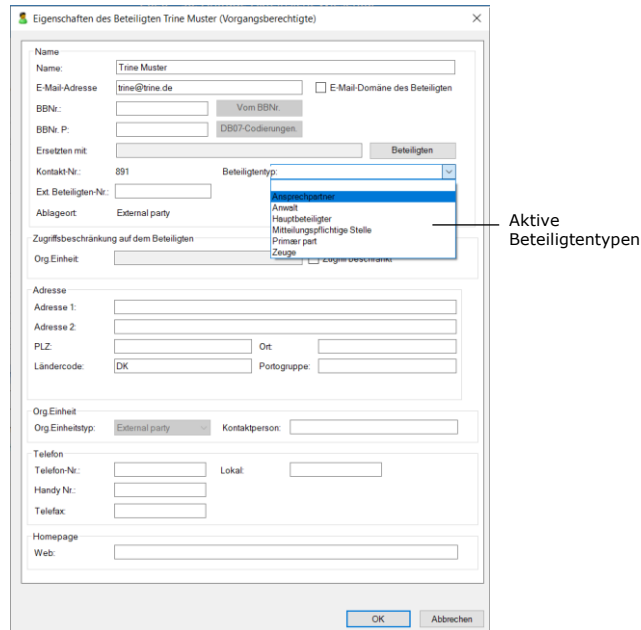 Eigenschaften des Beteiligten Trine Muster (Vorgangsberechtigte)
Name
Name: Trine Muster
E-Mail-Adresse trine@trine.de E-Mail-Domäne des Beteiligten
BBNr.: Vom BBNr.
BBNr. P: DB07-Codierungen.
Ersetzten mit: Beteiligten
Kontakt-Nr.: 891 Beteiligtentyp:
Ext. Beteiligten-Nr.:
Ansprechpartner
Anwalt
Ablageort: External party
Hauptbeteiligter
Mitteilungspflichtige Stelle
Primær part
Zeuge
Aktive
Beteiligtentypen
Zugriffsbeschränkung auf dem Beteiligten
Org.Einheit: Zugriff beschränkt
Adresse
Adresse 1:
Adresse 2:
PLZ: Ort:
Ländercode: DK Portogruppe:
Org.Einheit
Org.Einheitstyp: External party Kontaktperson:
Telefon
Telefon-Nr.: Lokal:
Handy Nr.:
Telefax:
Homepage
Web:
OK Abbrechen